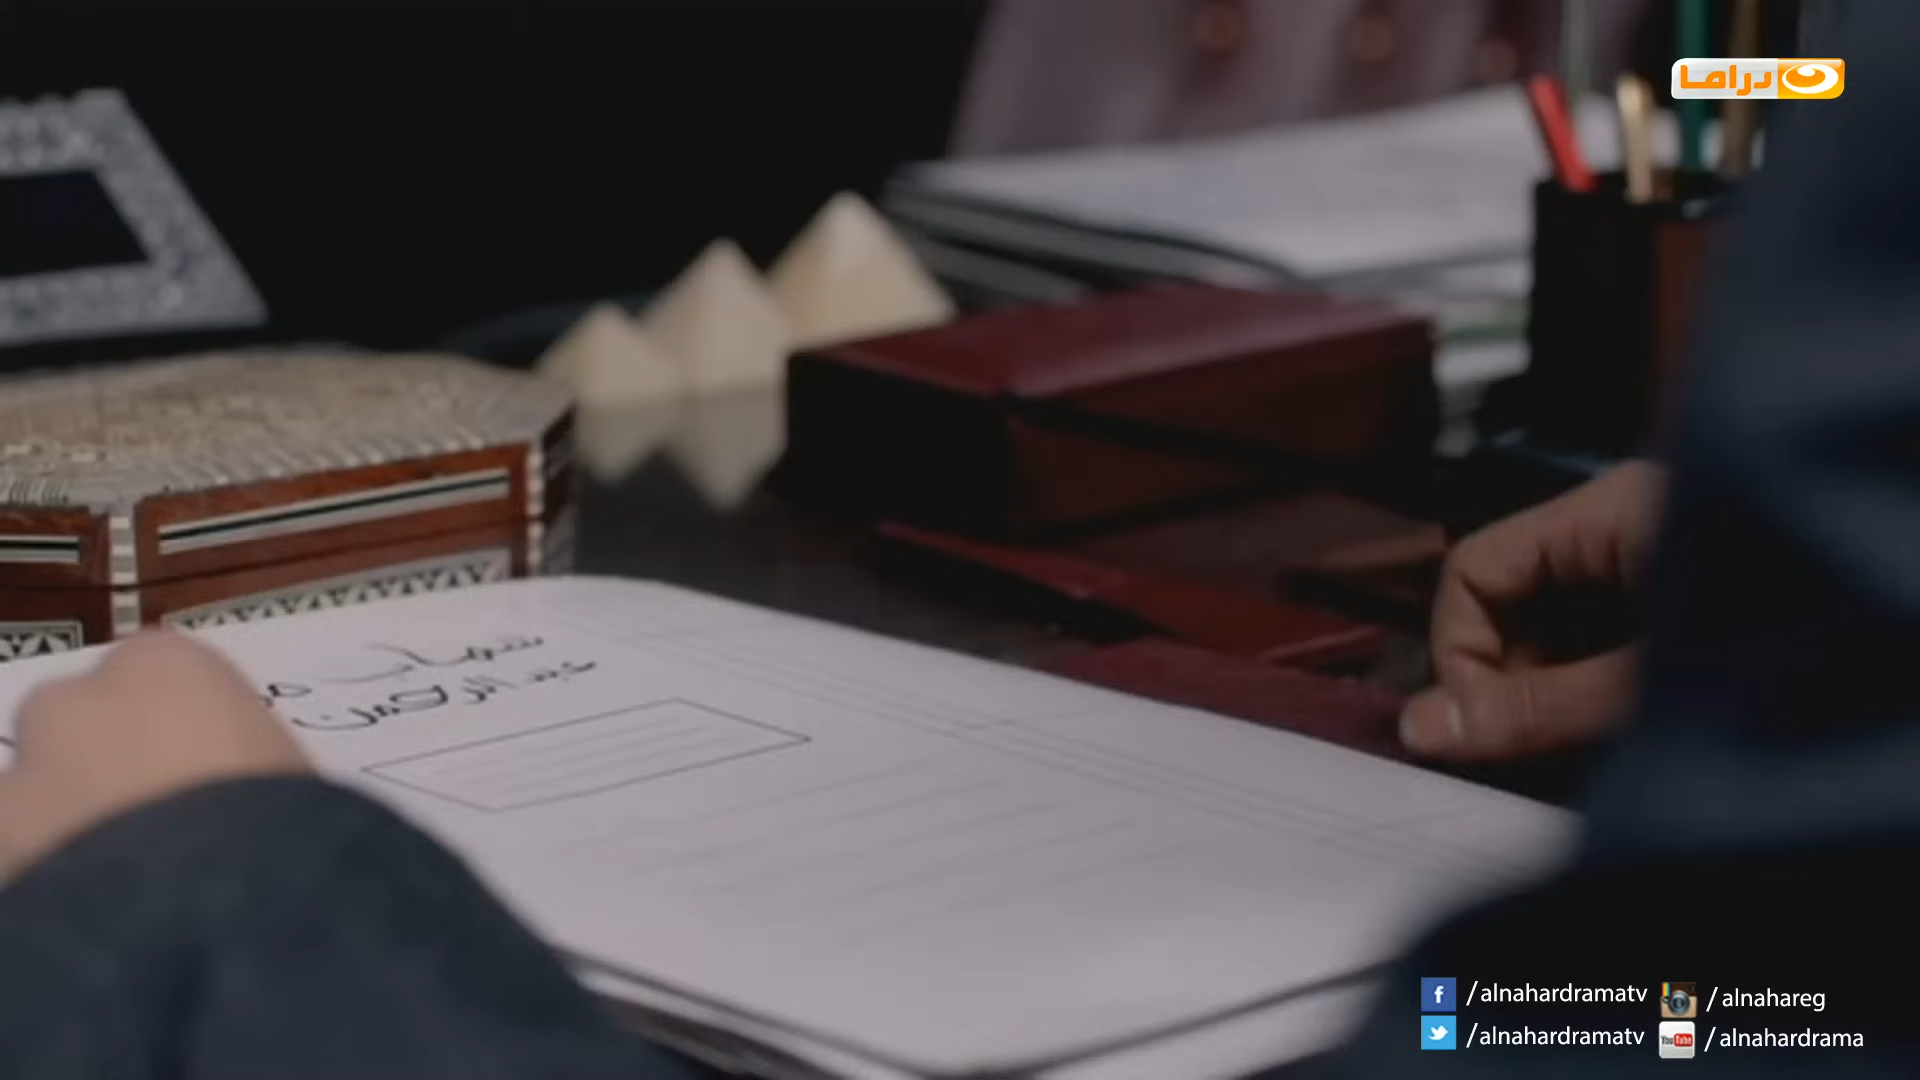 دراما
شهاب
عبد الرحمن
/alnahardramatv
/alnahareg
/alnahardramatv
/alnahardrama